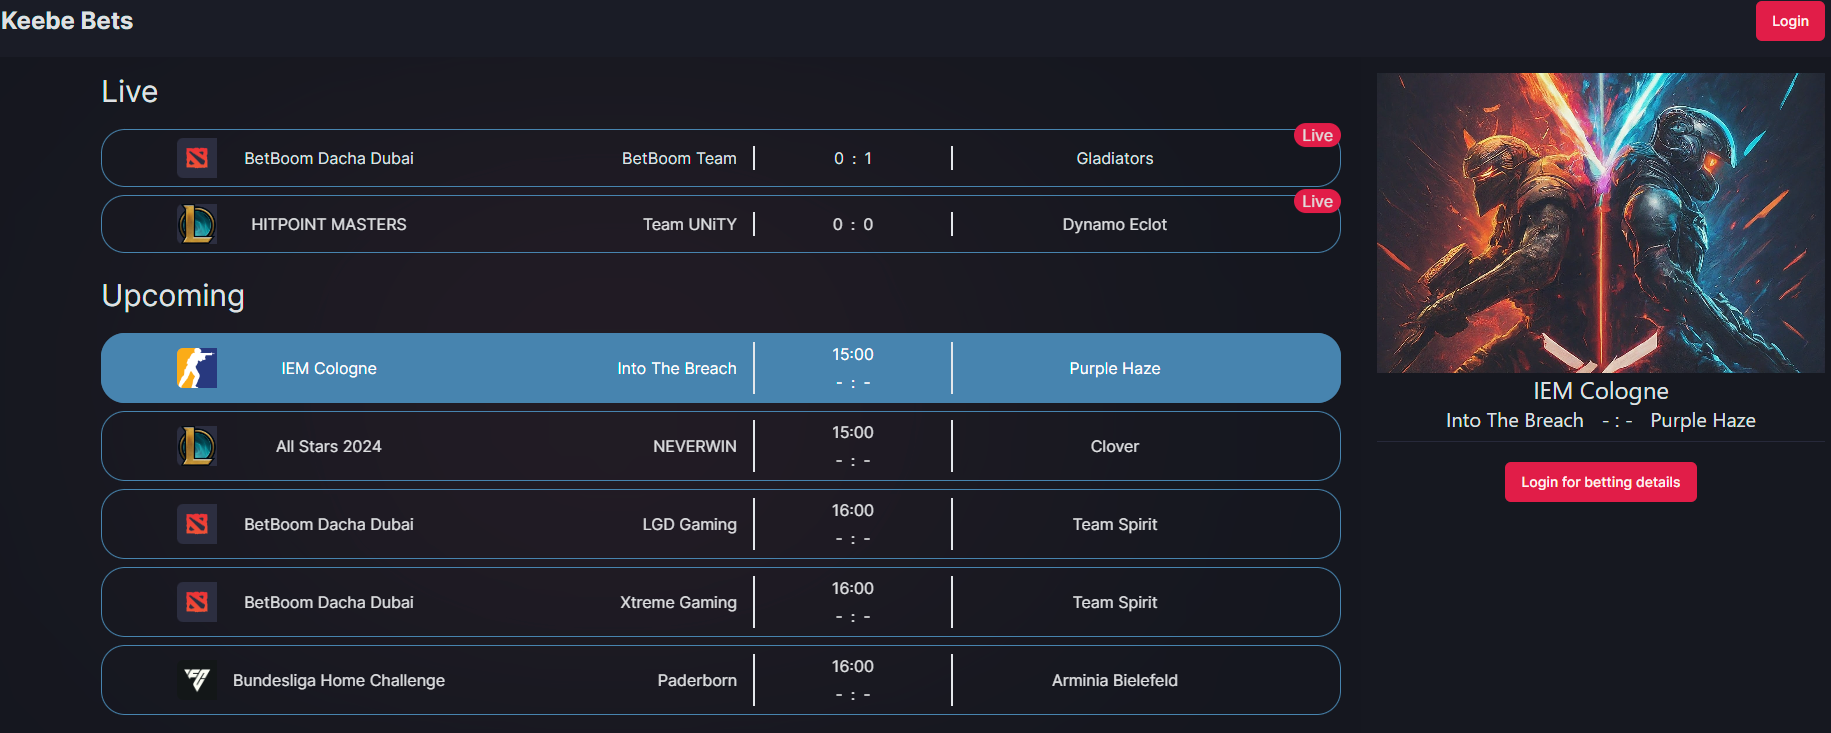 Keebe Bets
Login
Live
Live
BetBoom Dacha Dubai BetBoom Team 0 : 1 Gladiators
Live
HITPOINT MASTERS Team UNiTY 0 : 0 Dynamo Eclot
Upcoming
15:00
IEM Cologne Into The Breach Purple Haze
- : -
15:00
All Stars 2024 NEVERWIN Clover
- : -
16:00
BetBoom Dacha Dubai LGD Gaming Team Spirit
- : -
16:00
BetBoom Dacha Dubai Xtreme Gaming Team Spirit
- : -
16:00
Bundesliga Home Challenge Paderborn Arminia Bielefeld
- : -
IEM Cologne
Into The Breach - : - Purple Haze
Login for betting details